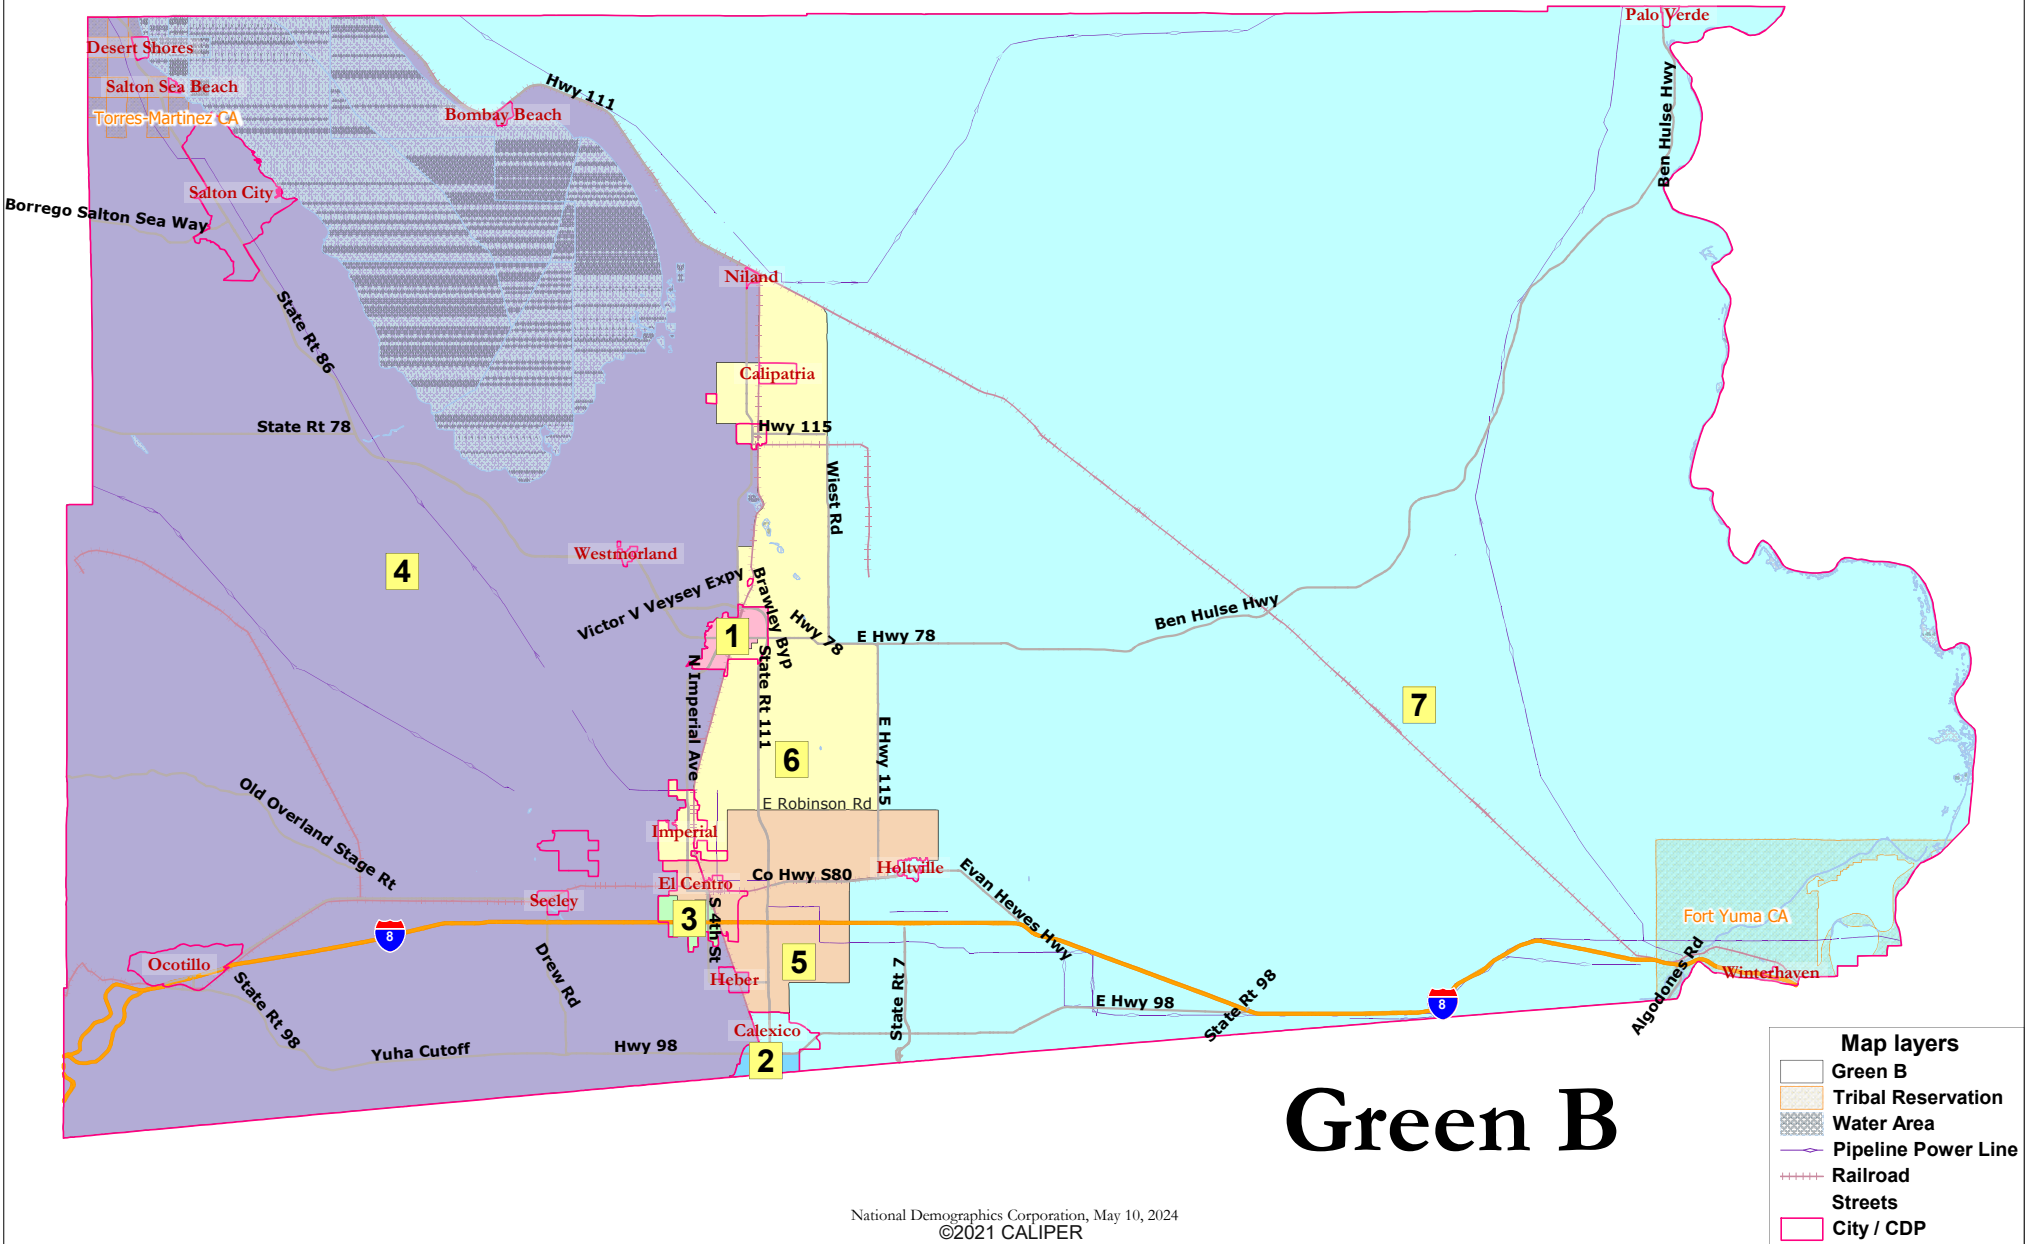 Palo Verde
Desert Shores
Salton Sea Beach
Hwy 111
Bombay Beach
Torres-Martinez CA
Ben Hulse Hwy
Salton City
Borrego Salton Sea Way
Niland
State Rt 86
Calipatria
State Rt 78
Hwy 115
Wiest Rd
Westmorland
4
Victor V Veysey Expy
Brawley Byp
1
Hwy 78
E Hwy 78
Ben Hulse Hwy
N Imperial Ave
State Rt 111
7
6
E Hwy 115
Old Overland Stage Rt
E Robinson Rd
Imperial
Holtville
Co Hwy S80
El Centro
Evan Hewes Hwy
Seeley
3
S 4th St
Fort Yuma CA
8
Ocotillo
Drew Rd
5
Heber
State Rt 7
Winterhaven
Algodones Rd
State Rt 98
E Hwy 98
State Rt 98
8
Calexico
Yuha Cutoff
Hwy 98
2
Green B
Map layers
Green B
Tribal Reservation
Water Area
Pipeline Power Line
Railroad
Streets
City / CDP
National Demographics Corporation, May 10, 2024
©2021 CALIPER